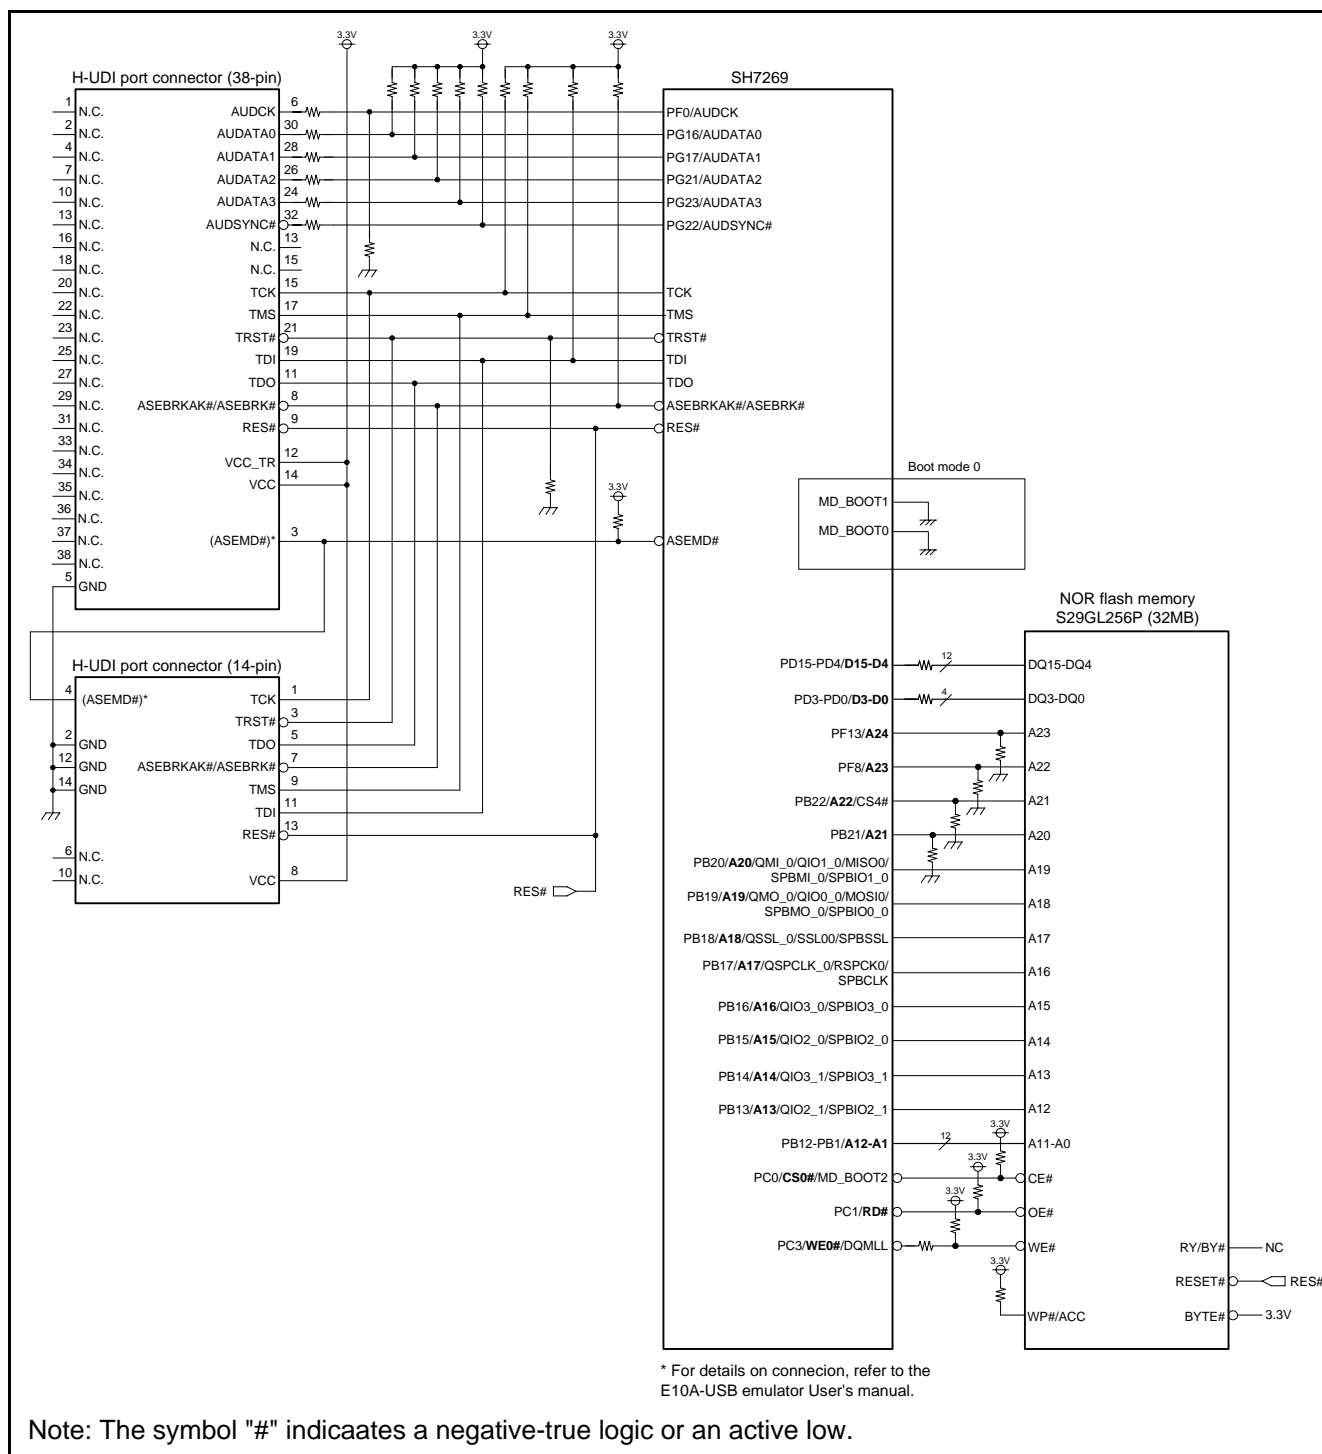 3.3V
3.3V
3.3V
H-UDI port connector (38-pin)
SH7269
1 N.C.
2 N.C.
4 N.C.
7 N.C.
10 N.C.
13 N.C.
16 N.C.
18 N.C.
20 N.C.
22 N.C.
23 N.C.
25 N.C.
27 N.C.
29 N.C.
31 N.C.
33 N.C.
34 N.C.
35 N.C.
36 N.C.
37 N.C.
38 N.C.
5 GND
AUDCK 6
AUDATA0 30
AUDATA1 28
AUDATA2 26
AUDATA3 24
AUDSYNC# 32
N.C. 13
N.C. 15
TCK 15
TMS 17
TRST# 21
TDI 19
TDO 11
ASEBRKAK#/ASEBRK# 8
RES# 9
VCC_TR 12
VCC 14
(ASEMD#)* 3
PF0/AUDCK
PG16/AUDATA0
PG17/AUDATA1
PG21/AUDATA2
PG23/AUDATA3
PG22/AUDSYNC#
TCK
TMS
TRST#
TDI
TDO
ASEBRKAK#/ASEBRK#
RES#
3.3V
ASEMD#
Boot mode 0
MD_BOOT1
MD_BOOT0
H-UDI port connector (14-pin)
4 (ASEMD#)*
2 GND
12 GND
14 GND
6 N.C.
10 N.C.
TCK 1
TRST# 3
TDO 5
ASEBRKAK#/ASEBRK# 7
TMS 9
TDI 11
RES# 13
VCC 8
RES#
NOR flash memory
S29GL256P (32MB)
PD15-PD4/D15-D4 12 DQ15-DQ4
PD3-PD0/D3-D0 4 DQ3-DQ0
PF13/A24 A23
PF8/A23 A22
PB22/A22/CS4# A21
PB21/A21 A20
PB20/A20/QMI_0/QIO1_0/MISO0/
SPBMI_0/SPBIO1_0 A19
PB19/A19/QMO_0/QIO0_0/MOSI0/
SPBMO_0/SPBIO0_0 A18
PB18/A18/QSSL_0/SSL00/SPBSSL A17
PB17/A17/QSPCLK_0/RSPCK0/
SPBCLK A16
PB16/A16/QIO3_0/SPBIO3_0 A15
PB15/A15/QIO2_0/SPBIO2_0 A14
PB14/A14/QIO3_1/SPBIO3_1 A13
PB13/A13/QIO2_1/SPBIO2_1 A12
3.3V
PB12-PB1/A12-A1 12 A11-A0
3.3V
PC0/CS0#/MD_BOOT2 CE#
3.3V
PC1/RD# OE#
PC3/WE0#/DQMLL WE#
3.3V
WP#/ACC
RY/BY# NC
RESET# RES#
BYTE# 3.3V
* For details on connecion, refer to the
E10A-USB emulator User's manual.
Note: The symbol "#" indicaates a negative-true logic or an active low.